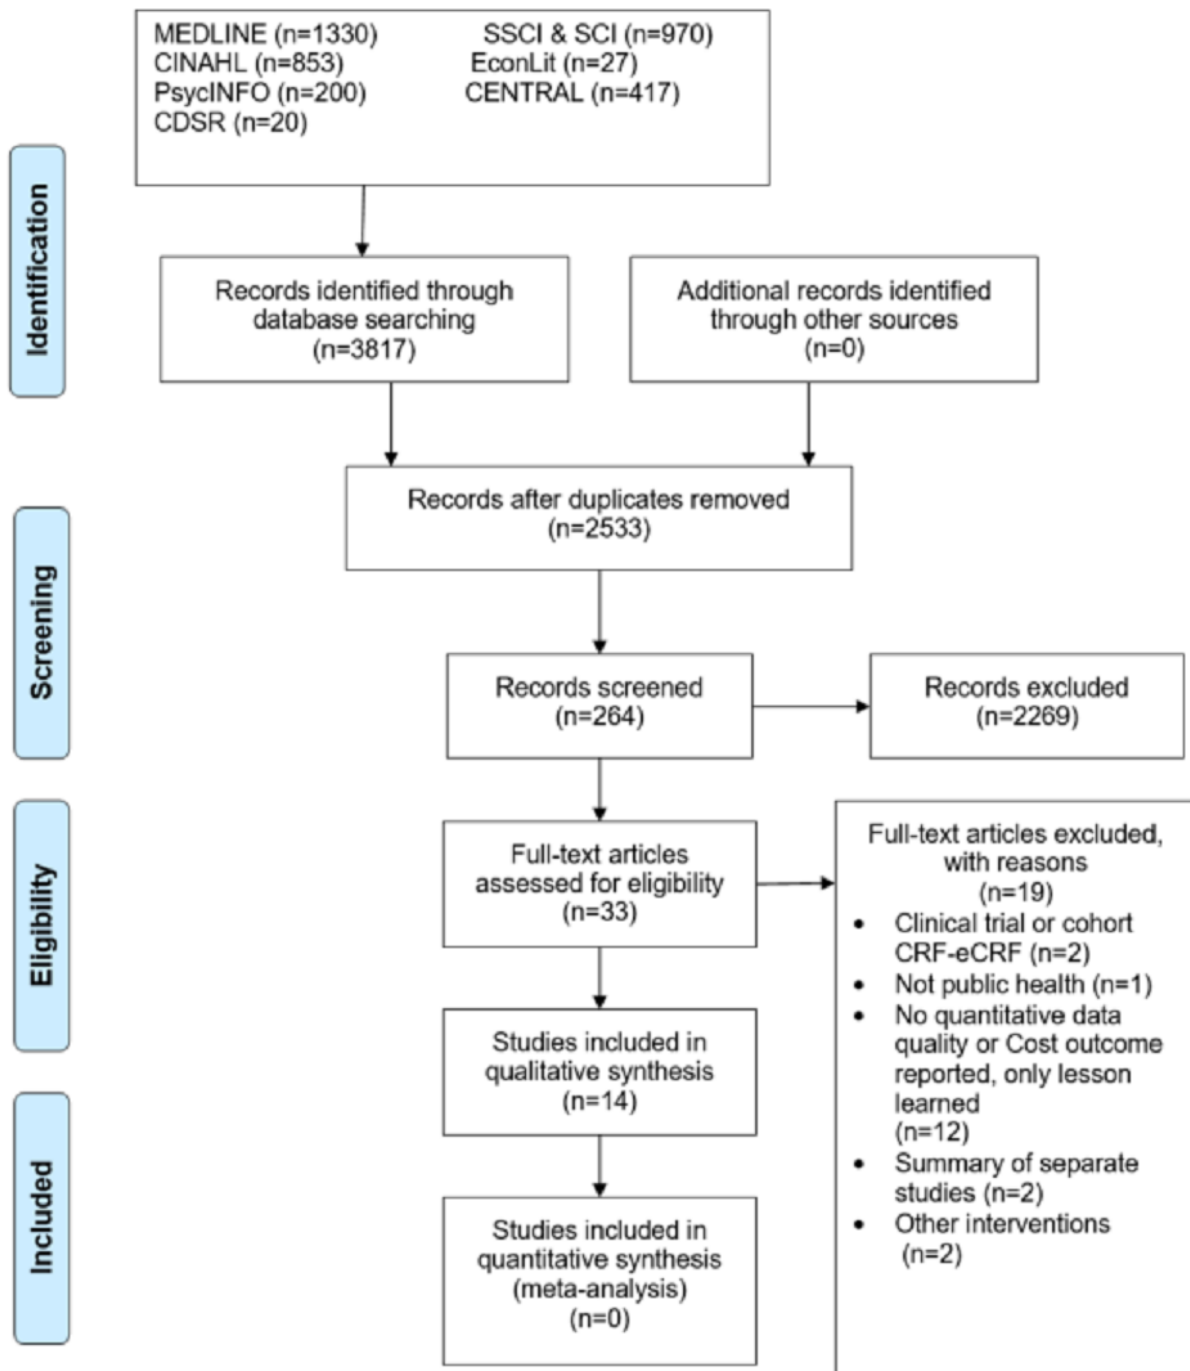 MEDLINE (n=1330) SSCI & SCI (n=970)
CINAHL (n=853) EconLit (n=27)
PsycINFO (n=200) CENTRAL (n=417)
CDSR (n=20)
Identification
Records identified through
database searching
(n=3817)
Additional records identified
through other sources
(n=0)
Records after duplicates removed
(n=2533)
Screening
Records screened
(n=264)
Records excluded
(n=2269)
Eligibility
Full-text articles
assessed for eligibility
(n=33)
Full-text articles excluded,
with reasons
(n=19)
• Clinical trial or cohort
CRF-eCRF (n=2)
• Not public health (n=1)
• No quantitative data
quality or Cost outcome
reported, only lesson
learned
(n=12)
• Summary of separate
studies (n=2)
• Other interventions
(n=2)
Studies included in
qualitative synthesis
(n=14)
Included
Studies included in
quantitative synthesis
(meta-analysis)
(n=0)